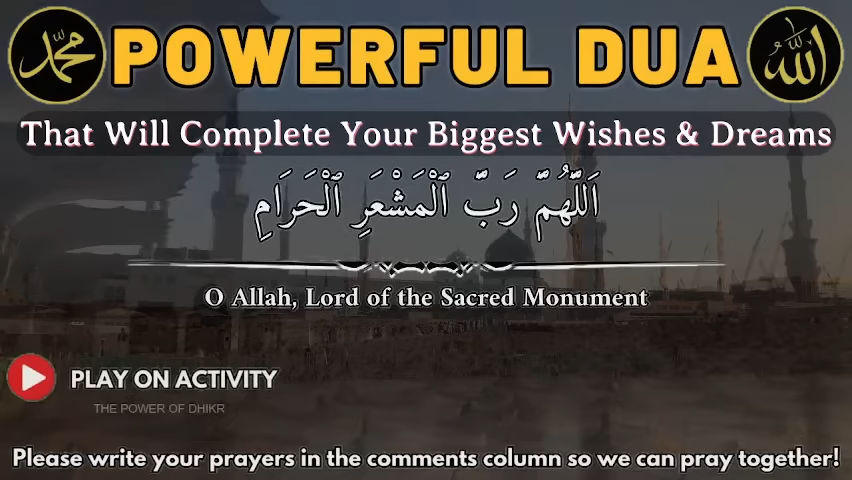 محمد
POWERFUL DUA
الله
That Will Complete Your Biggest Wishes & Dreams
اَللّٰهُمَّ رَبَّ ٱلْمَشْعَرِ ٱلْحَرَامِ
O Allah, Lord of the Sacred Monument
PLAY ON ACTIVITY
THE POWER OF DHIKR
Please write your prayers in the comments column so we can pray together!